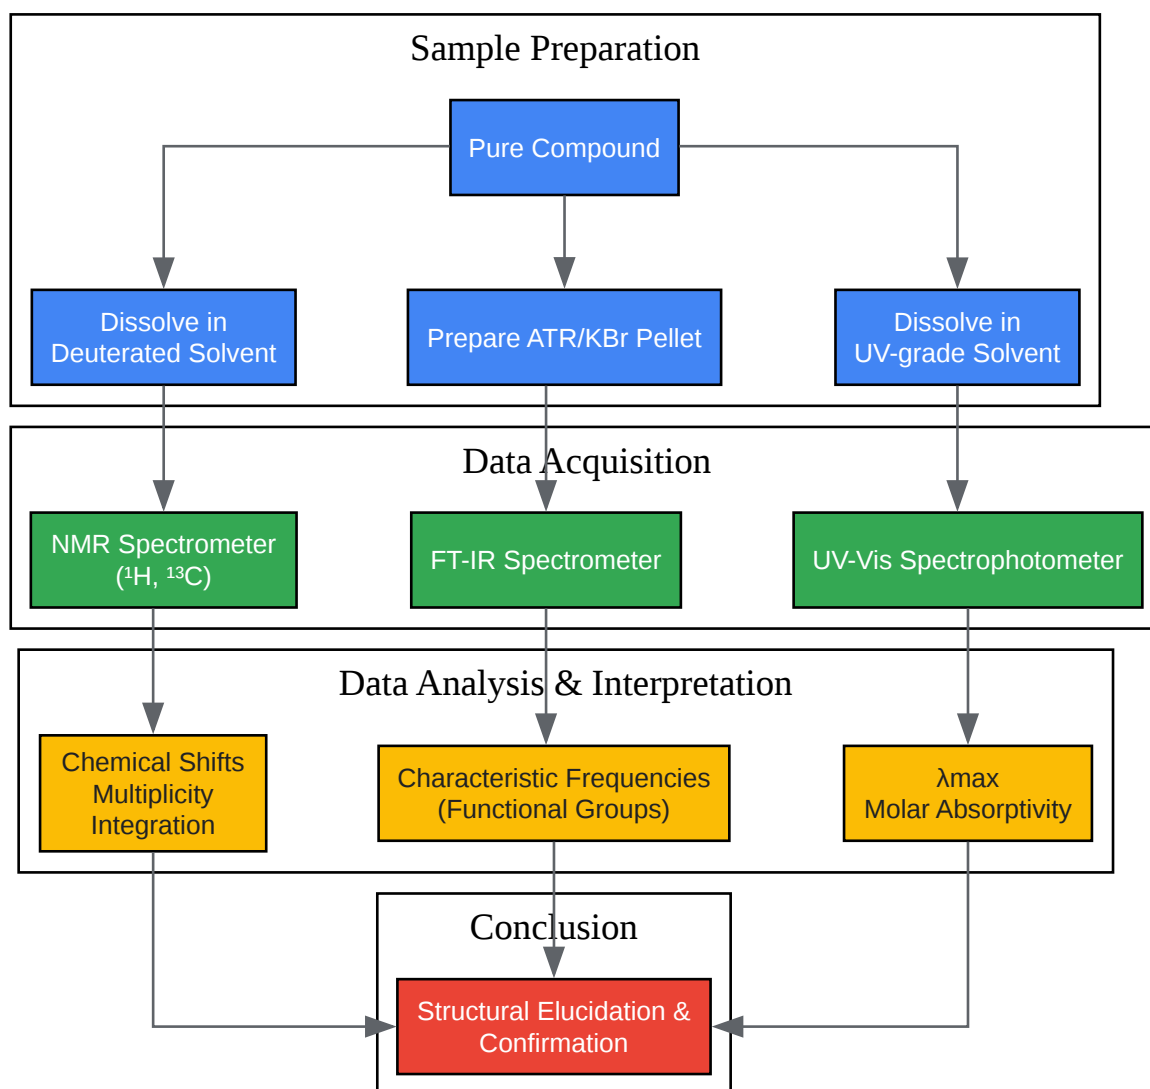 Sample Preparation
Pure Compound
Dissolve in
Deuterated Solvent
Prepare ATR/KBr Pellet
Dissolve in
UV-grade Solvent
Data Acquisition
NMR Spectrometer
(¹H, ¹³C)
FT-IR Spectrometer
UV-Vis Spectrophotometer
Data Analysis & Interpretation
Chemical Shifts
Multiplicity
Integration
Characteristic Frequencies
(Functional Groups)
λmax
Molar Absorptivity
Conclusion
Structural Elucidation &
Confirmation